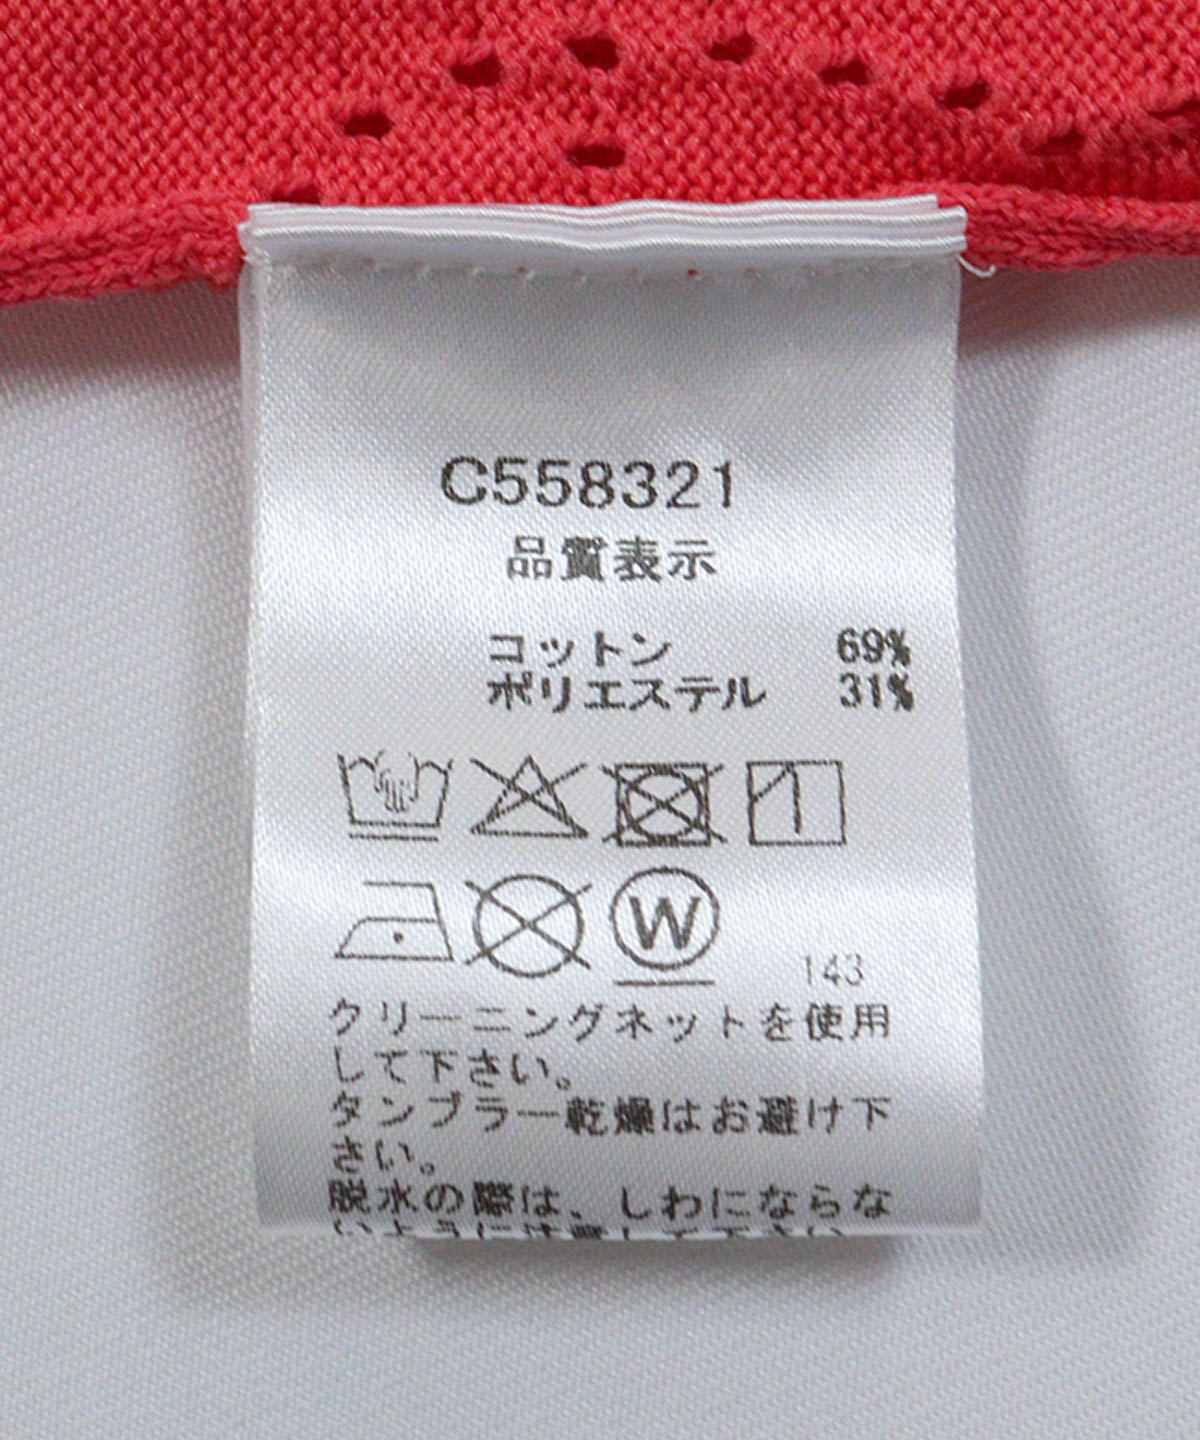 C558321
品質表示
コットン 69%
ポリエステル 31%
W
143
クリーニングネットを使用
して下さい。
タンブラー乾燥はお避け下
さい。
脱水の際は、しわにならな